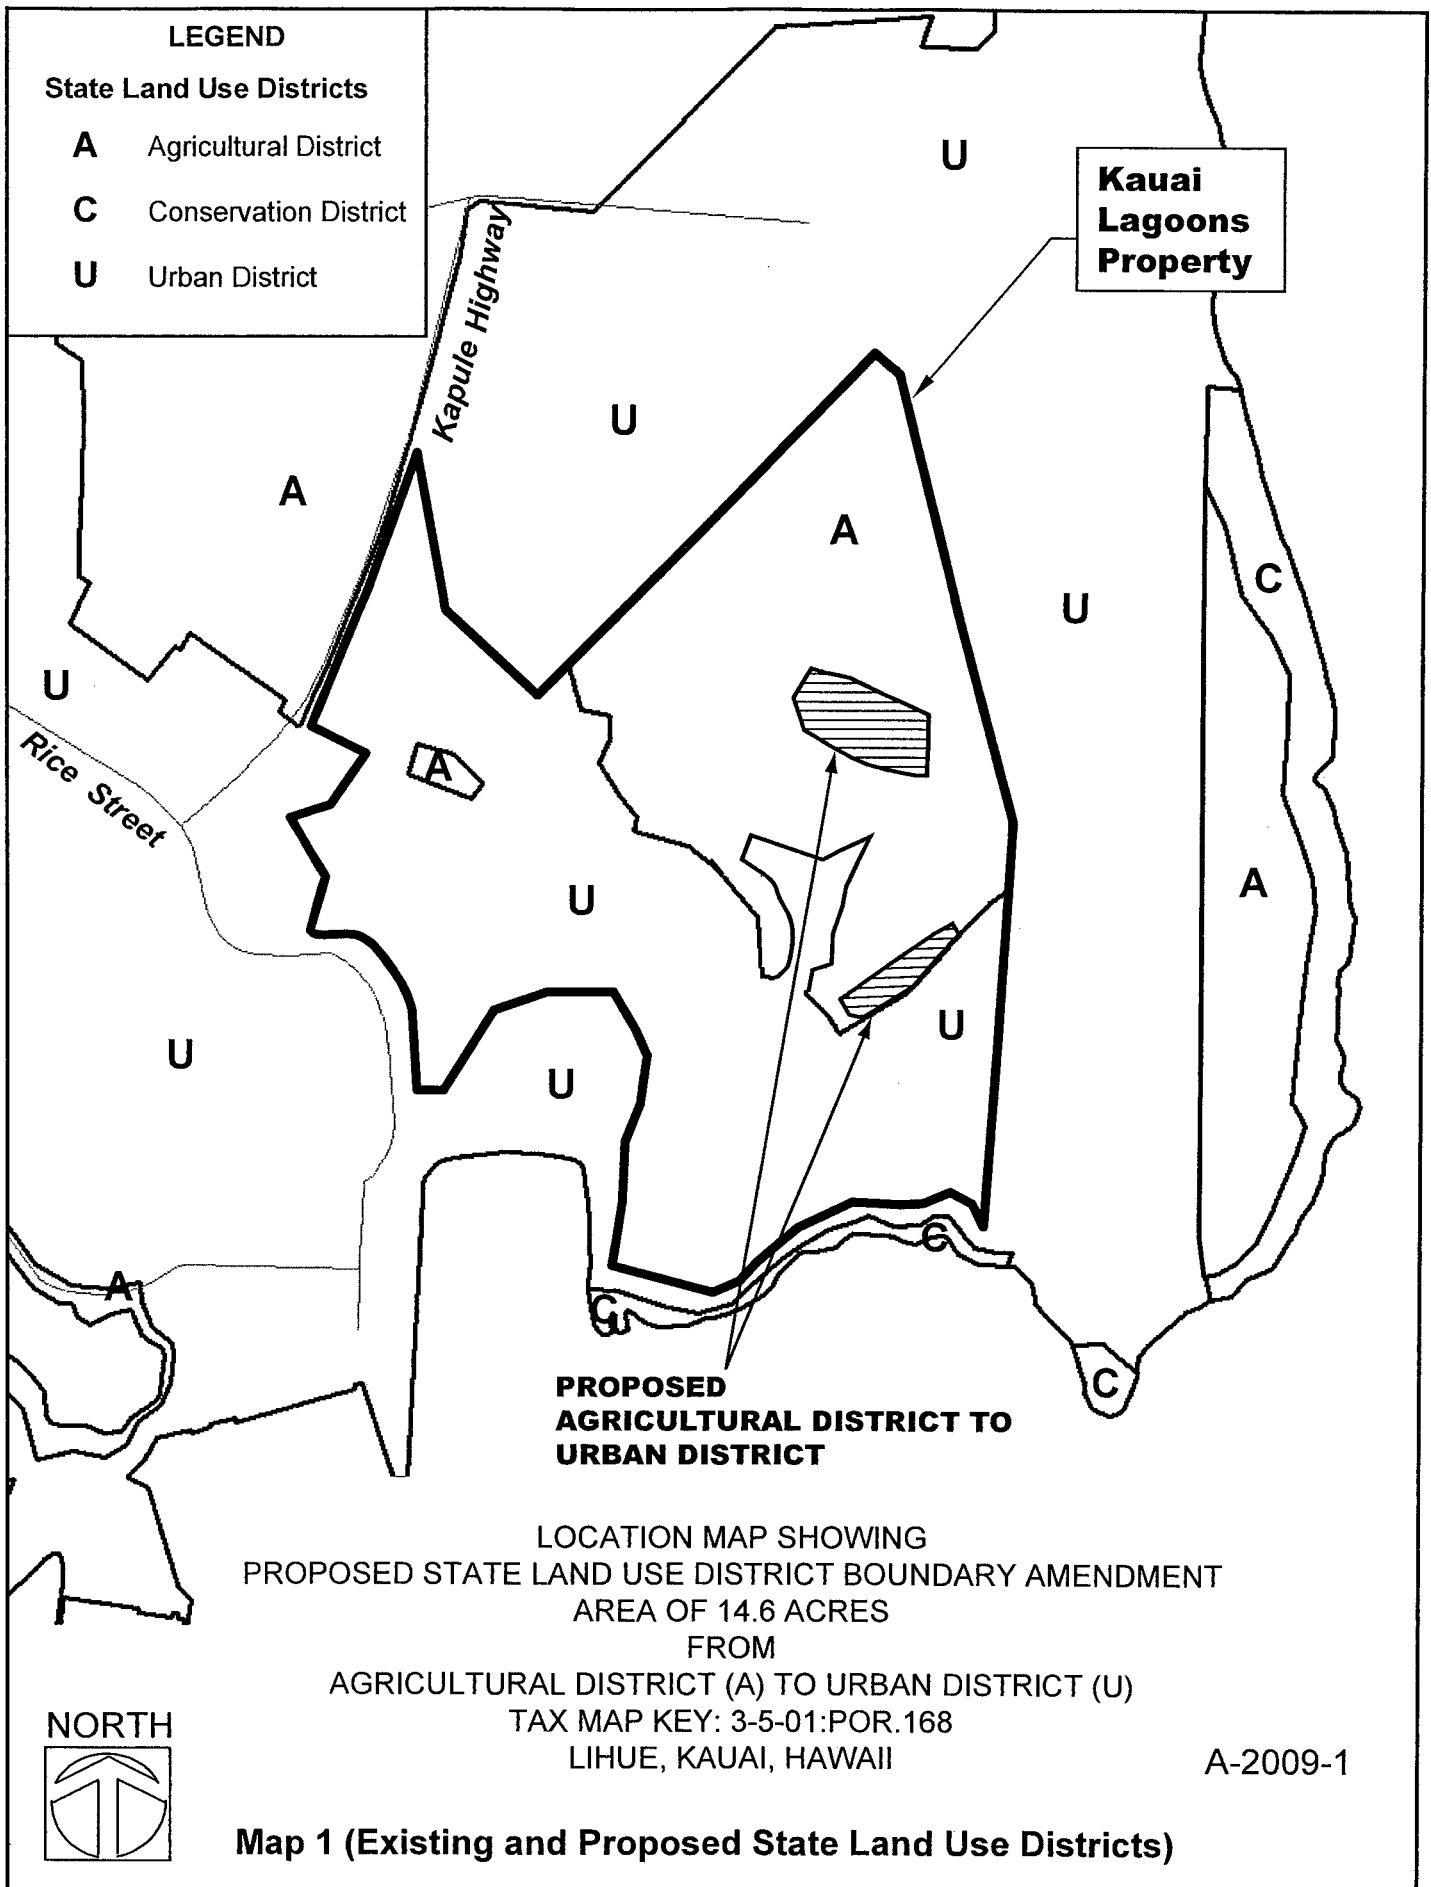 LEGEND
State Land Use Districts
A Agricultural District
C Conservation District
U Urban District
U
Kauai
Lagoons
Property
Kapule Highway
U
A
A
C
U
U
Rice Street
A
A
U
U
U
U
C
A
C
C
PROPOSED
AGRICULTURAL DISTRICT TO
URBAN DISTRICT
LOCATION MAP SHOWING
PROPOSED STATE LAND USE DISTRICT BOUNDARY AMENDMENT
AREA OF 14.6 ACRES
FROM
AGRICULTURAL DISTRICT (A) TO URBAN DISTRICT (U)
TAX MAP KEY: 3-5-01:POR.168
LIHUE, KAUAI, HAWAII
NORTH
A-2009-1
Map 1 (Existing and Proposed State Land Use Districts)